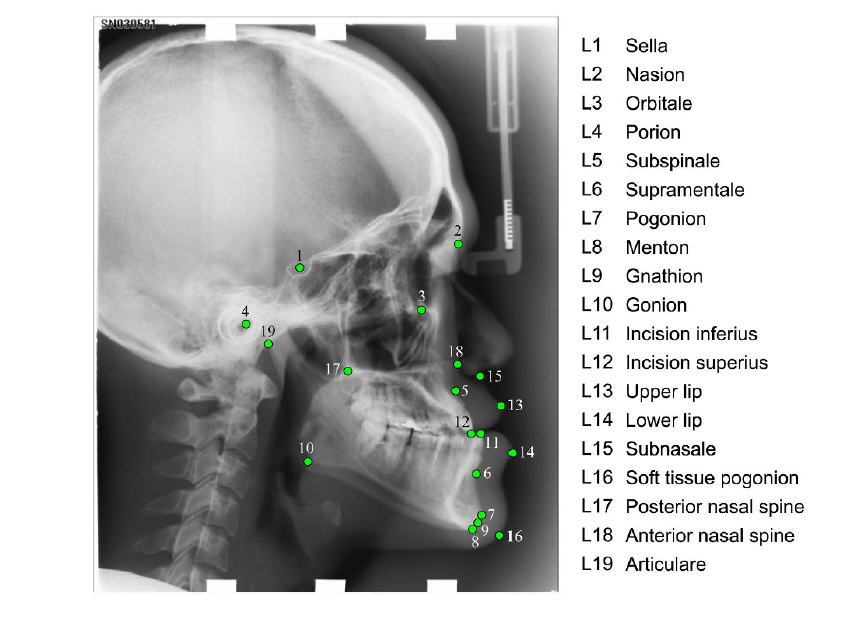 SN039581
L1 Sella
L2 Nasion
L3 Orbitale
L4 Porion
L5 Subspinale
L6 Supramentale
L7 Pogonion
L8 Menton
L9 Gnathion
L10 Gonion
L11 Incision inferius
L12 Incision superius
L13 Upper lip
L14 Lower lip
L15 Subnasale
L16 Soft tissue pogonion
L17 Posterior nasal spine
L18 Anterior nasal spine
L19 Articulare
2
1
3
4
19
18
17
15
5
13
12
11
10
14
6
7
9
16
8